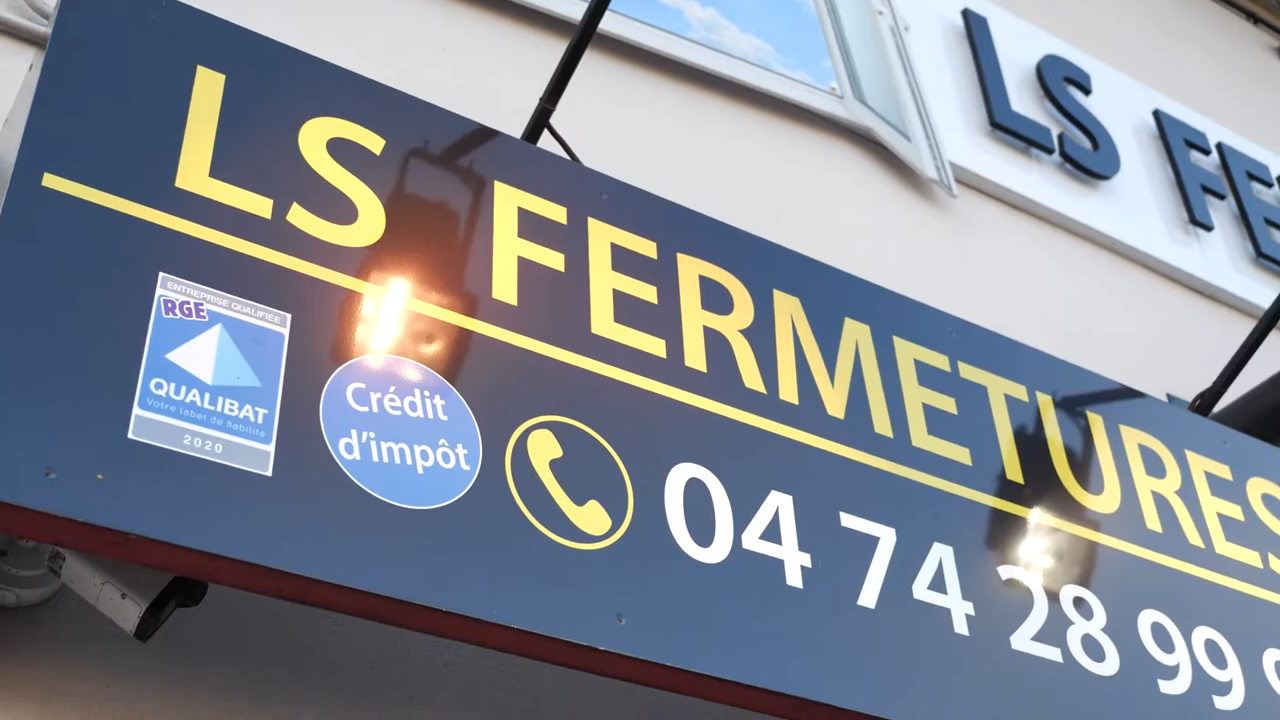 LS FE
LS FERMETURES
ENTREPRISE QUALIFIÉE
RGE
QUALIBAT
Votre label de fiabilité
2020
Crédit
d'impôt
04 74 28 99